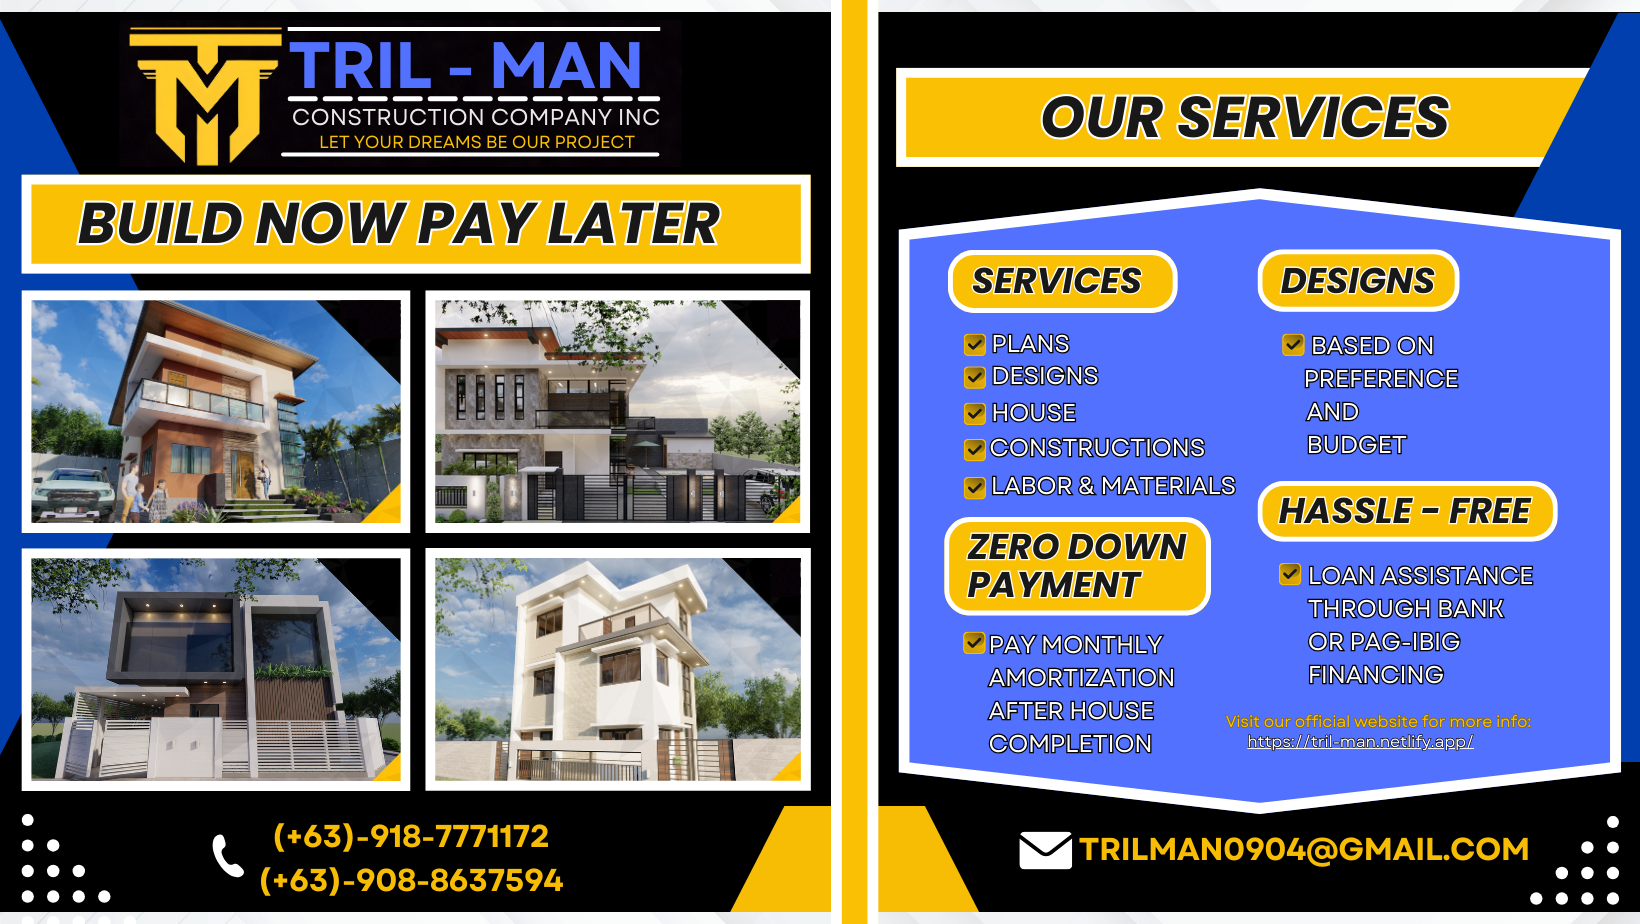 TRIL - MAN
CONSTRUCTION COMPANY INC
LET YOUR DREAMS BE OUR PROJECT
BUILD NOW PAY LATER
(+63)-918-7771172
(+63)-908-8637594
OUR SERVICES
SERVICES
PLANS
DESIGNS
HOUSE
CONSTRUCTIONS
LABOR & MATERIALS
ZERO DOWN
PAYMENT
PAY MONTHLY
AMORTIZATION
AFTER HOUSE
COMPLETION
DESIGNS
BASED ON
PREFERENCE
AND
BUDGET
HASSLE - FREE
LOAN ASSISTANCE
THROUGH BANK
OR PAG-IBIG
FINANCING
Visit our official website for more info:
https://tril-man.netlify.app/
TRILMAN0904@GMAIL.COM